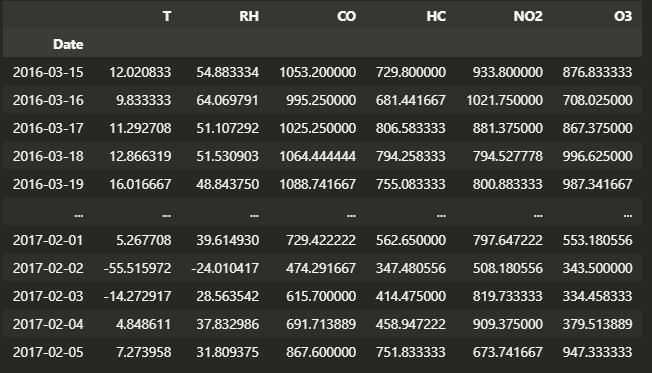 T RH CO HC NO2 O3
Date
2016-03-15 12.020833 54.883334 1053.200000 729.800000 933.800000 876.833333
2016-03-16 9.833333 64.069791 995.250000 681.441667 1021.750000 708.025000
2016-03-17 11.292708 51.107292 1025.250000 806.583333 881.375000 867.375000
2016-03-18 12.866319 51.530903 1064.444444 794.258333 794.527778 996.625000
2016-03-19 16.016667 48.843750 1088.741667 755.083333 800.883333 987.341667
... ... ... ... ... ... ...
2017-02-01 5.267708 39.614930 729.422222 562.650000 797.647222 553.180556
2017-02-02 -55.515972 -24.010417 474.291667 347.480556 508.180556 343.500000
2017-02-03 -14.272917 28.563542 615.700000 414.475000 819.733333 334.458333
2017-02-04 4.848611 37.832986 691.713889 458.947222 909.375000 379.513889
2017-02-05 7.273958 31.809375 867.600000 751.833333 673.741667 947.333333